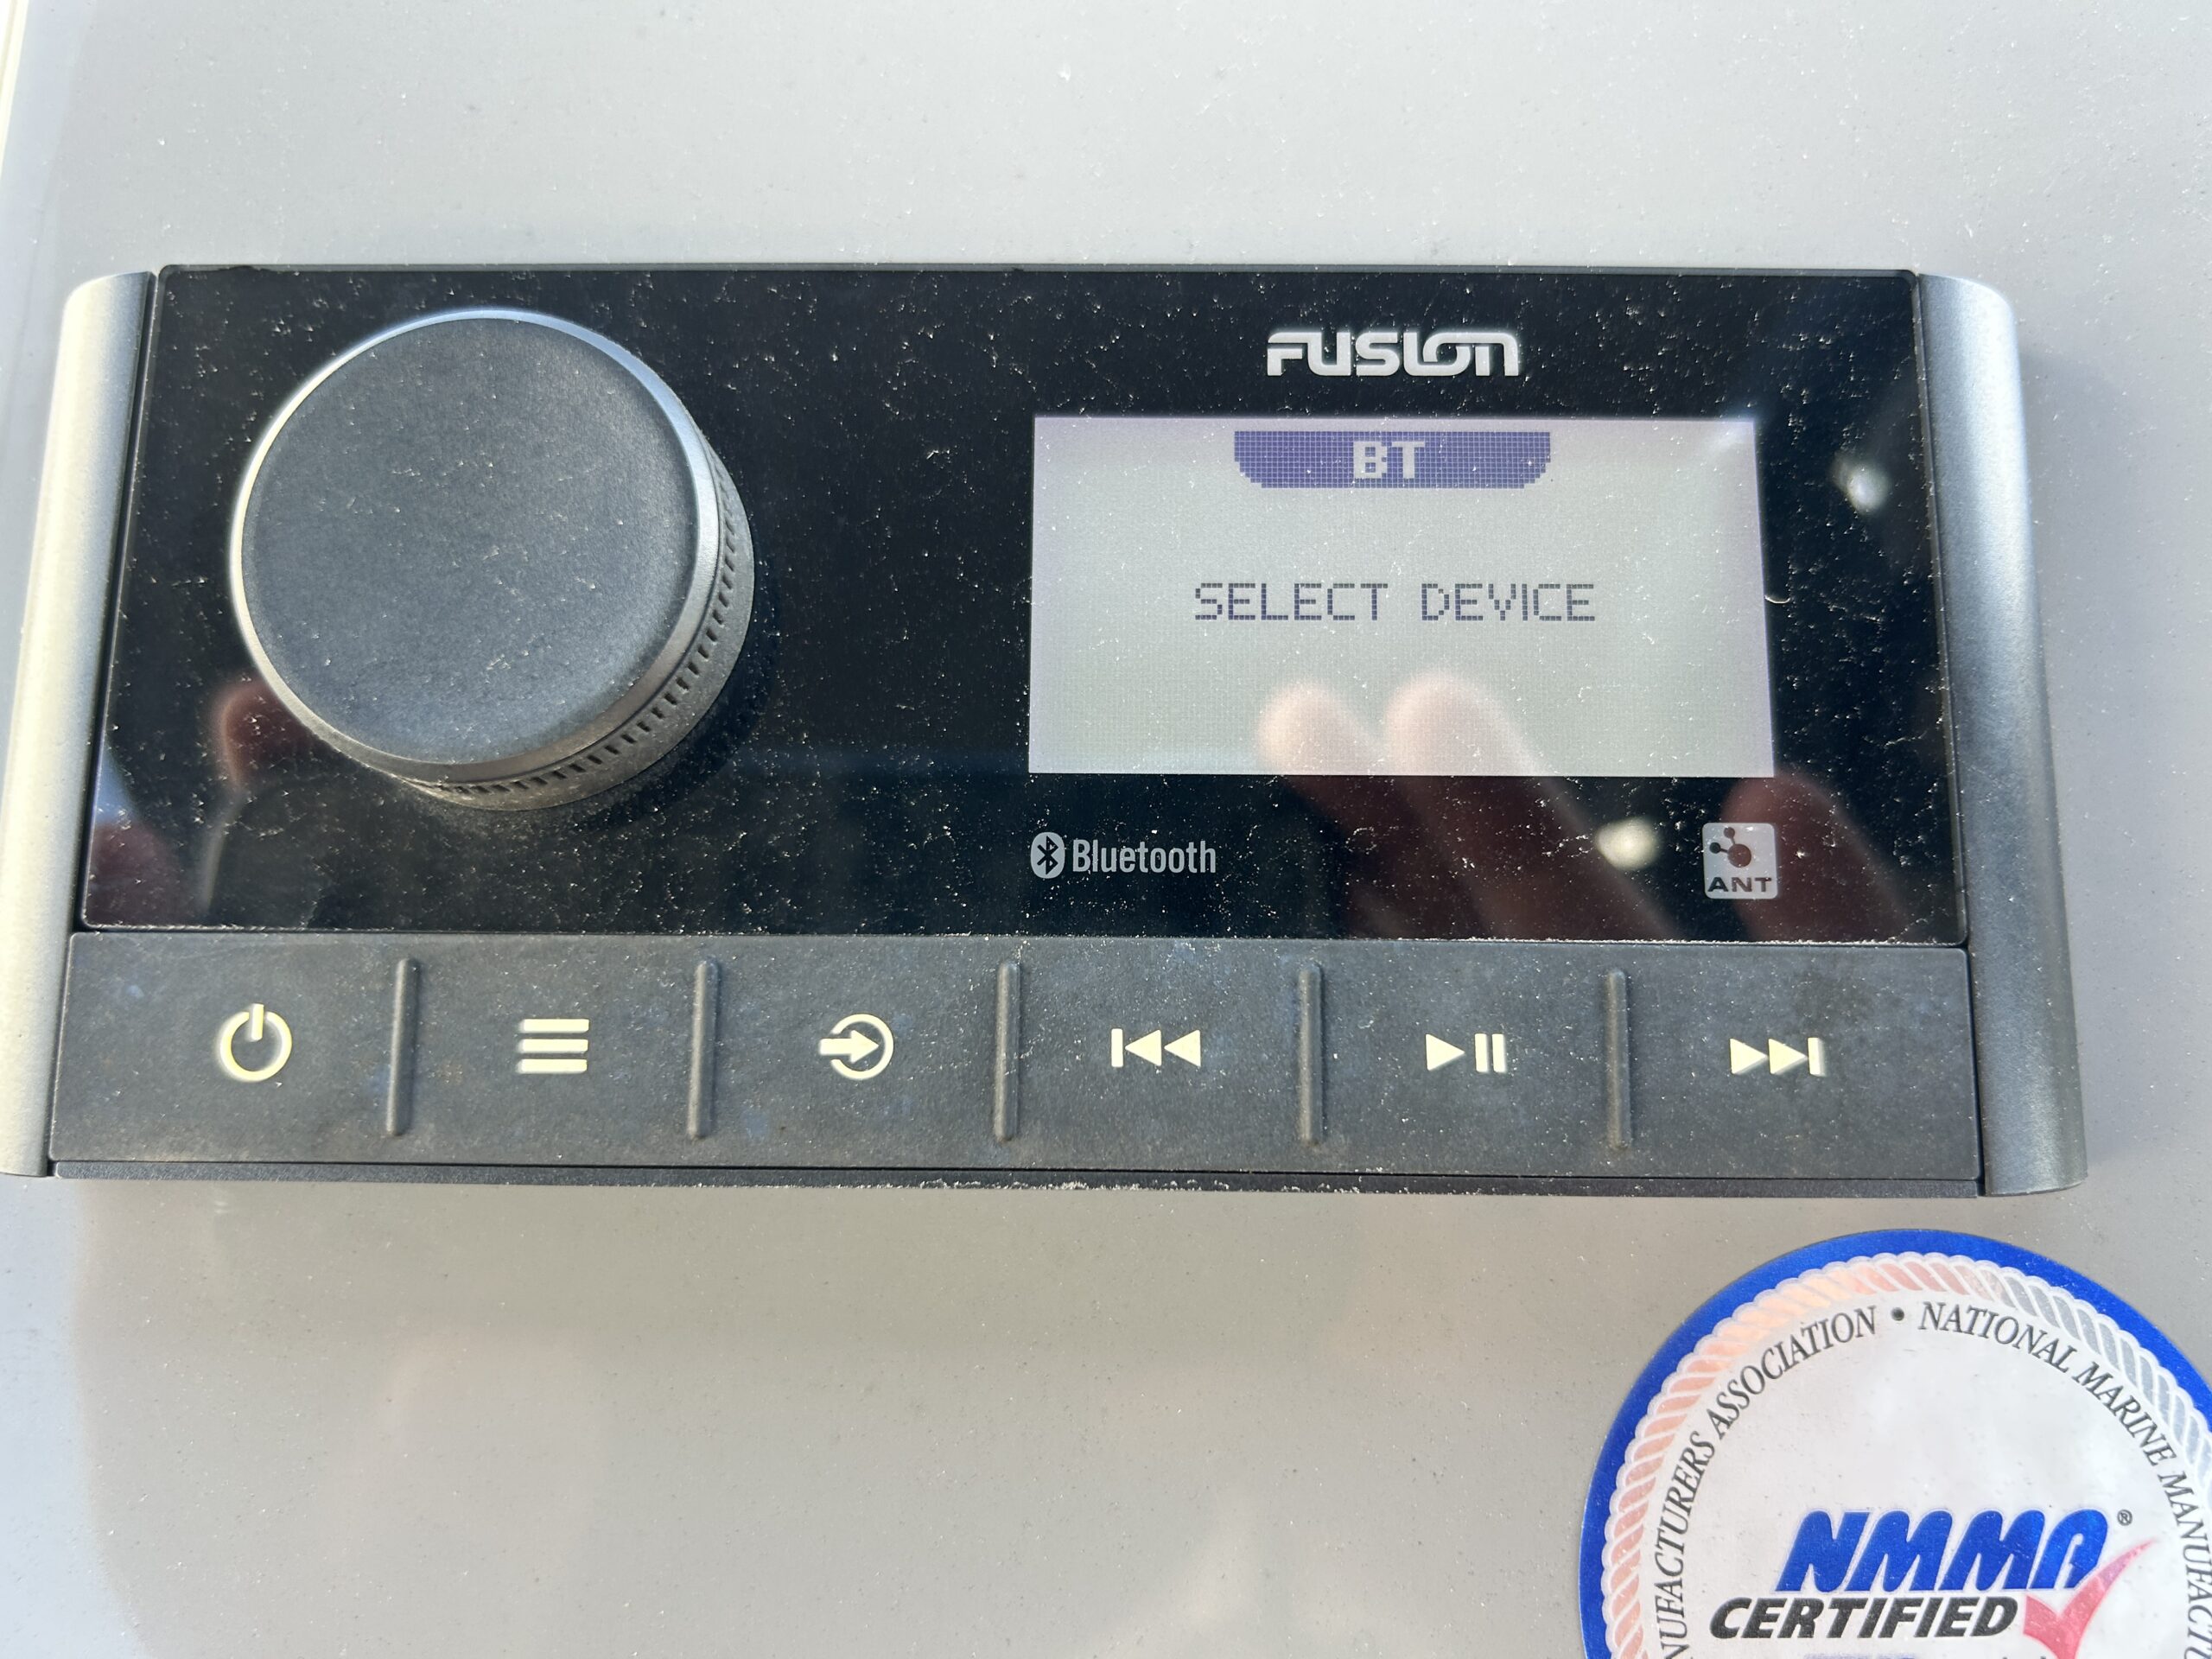 FUSION
BT
SELECT DEVICE
Bluetooth
ANT
MANUFACTURERS ASSOCIATION • NATIONAL MARINE
NMMA®
CERTIFIED